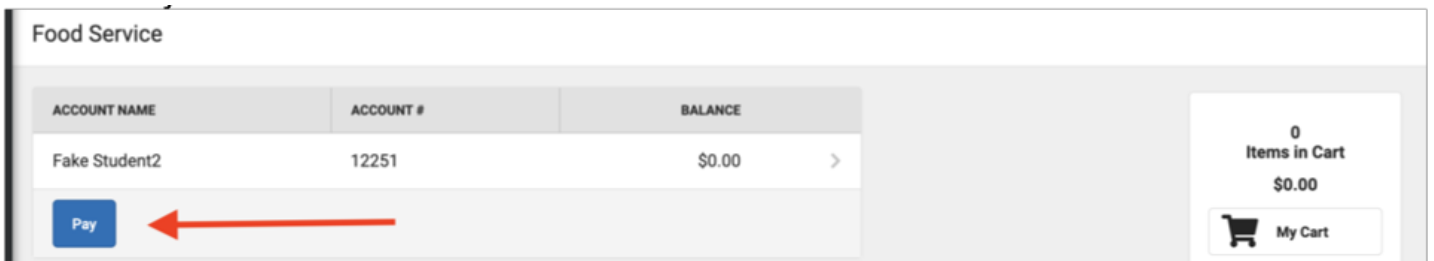 Food Service
ACCOUNT NAME ACCOUNT # BALANCE
Fake Student2 12251 $0.00
Pay
0
Items in Cart
$0.00
My Cart